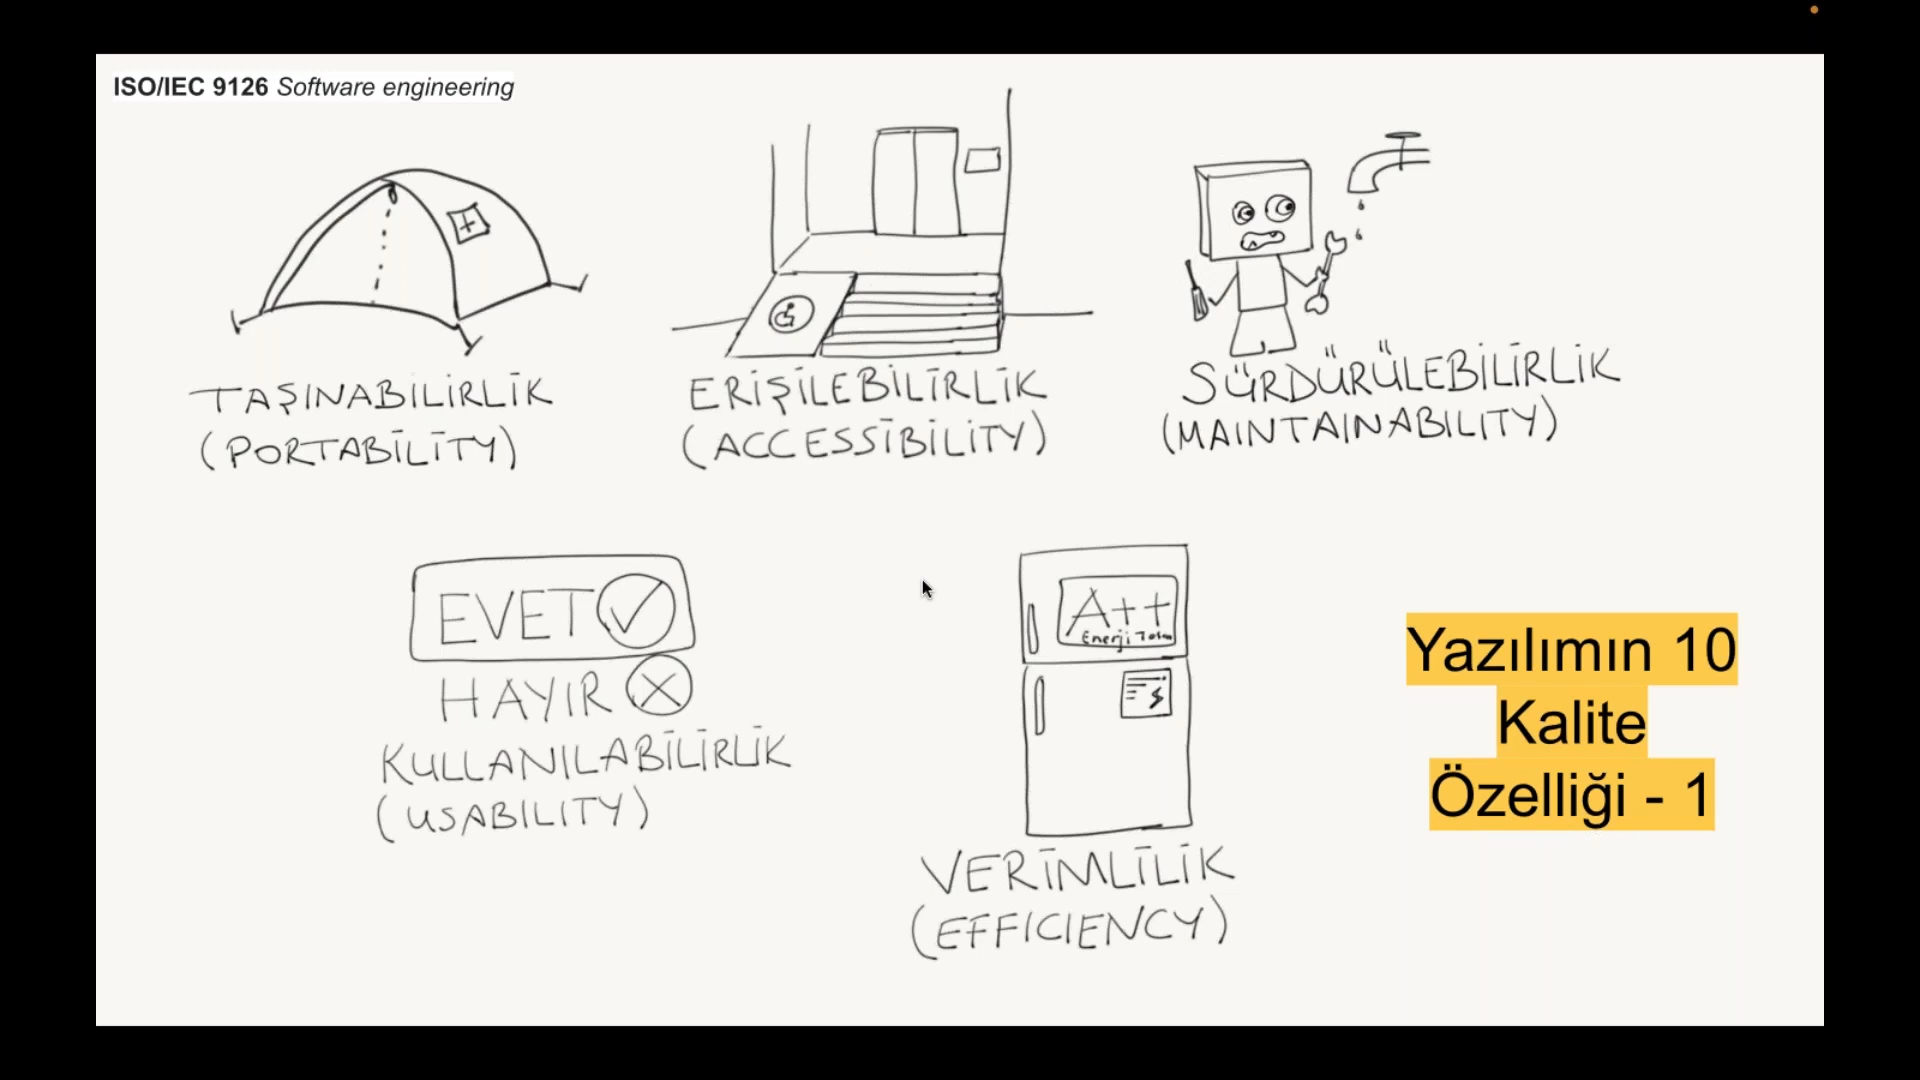 ISO/IEC 9126 Software engineering
TAŞINABİLİRLİK
(PORTABİLİTY)
ERİŞİLEBİLİRLİK
(ACCESSİBİLİTY)
SÜRDÜRÜLEBİLİRLİK
(MAINTAINABILITY)
EVET
HAYIR
KULLANILABİLİRLİK
(USABILITY)
A++
Enerji
VERİMLİLİK
(EFFICIENCY)
Yazılımın 10
Kalite
Özelliği - 1